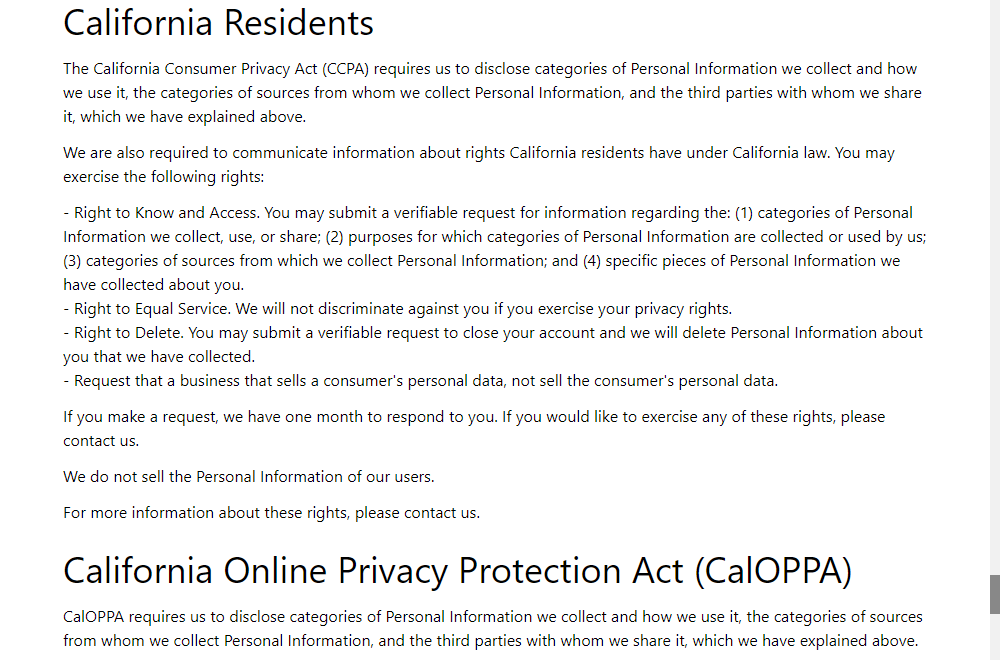 California Residents
The California Consumer Privacy Act (CCPA) requires us to disclose categories of Personal Information we collect and how
we use it, the categories of sources from whom we collect Personal Information, and the third parties with whom we share
it, which we have explained above.
We are also required to communicate information about rights California residents have under California law. You may
exercise the following rights:
- Right to Know and Access. You may submit a verifiable request for information regarding the: (1) categories of Personal
Information we collect, use, or share; (2) purposes for which categories of Personal Information are collected or used by us;
(3) categories of sources from which we collect Personal Information; and (4) specific pieces of Personal Information we
have collected about you.
- Right to Equal Service. We will not discriminate against you if you exercise your privacy rights.
- Right to Delete. You may submit a verifiable request to close your account and we will delete Personal Information about
you that we have collected.
- Request that a business that sells a consumer's personal data, not sell the consumer's personal data.
If you make a request, we have one month to respond to you. If you would like to exercise any of these rights, please
contact us.
We do not sell the Personal Information of our users.
For more information about these rights, please contact us.
California Online Privacy Protection Act (CalOPPA)
CalOPPA requires us to disclose categories of Personal Information we collect and how we use it, the categories of sources
from whom we collect Personal Information, and the third parties with whom we share it, which we have explained above.